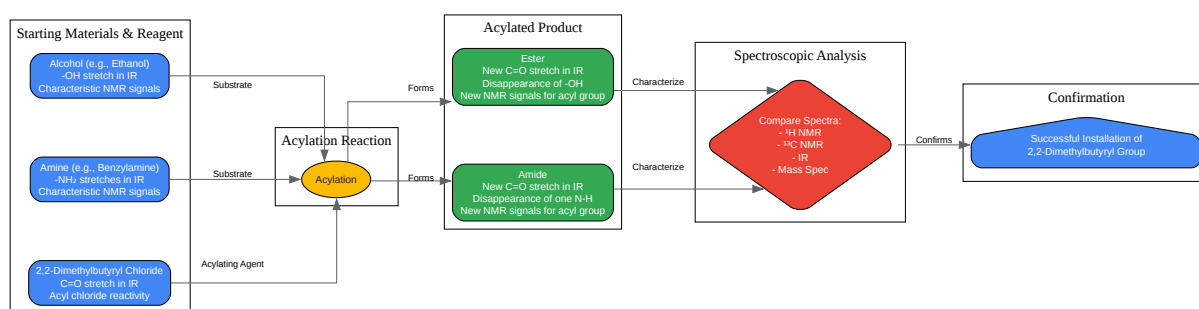 Starting Materials & Reagent
Alcohol (e.g., Ethanol)
-OH stretch in IR
Characteristic NMR signals
Substrate
Amine (e.g., Benzylamine)
-NH₂ stretches in IR
Characteristic NMR signals
Substrate
2,2-Dimethylbutyryl Chloride
C=O stretch in IR
Acyl chloride reactivity
Acylating Agent
Acylation Reaction
Acylation
Forms
Forms
Acylated Product
Ester
New C=O stretch in IR
Disappearance of -OH
New NMR signals for acyl group
Characterize
Amide
New C=O stretch in IR
Disappearance of one N-H
New NMR signals for acyl group
Characterize
Spectroscopic Analysis
Compare Spectra:
- ¹H NMR
- ¹³C NMR
- IR
- Mass Spec
Confirms
Confirmation
Successful Installation of
2,2-Dimethylbutyryl Group